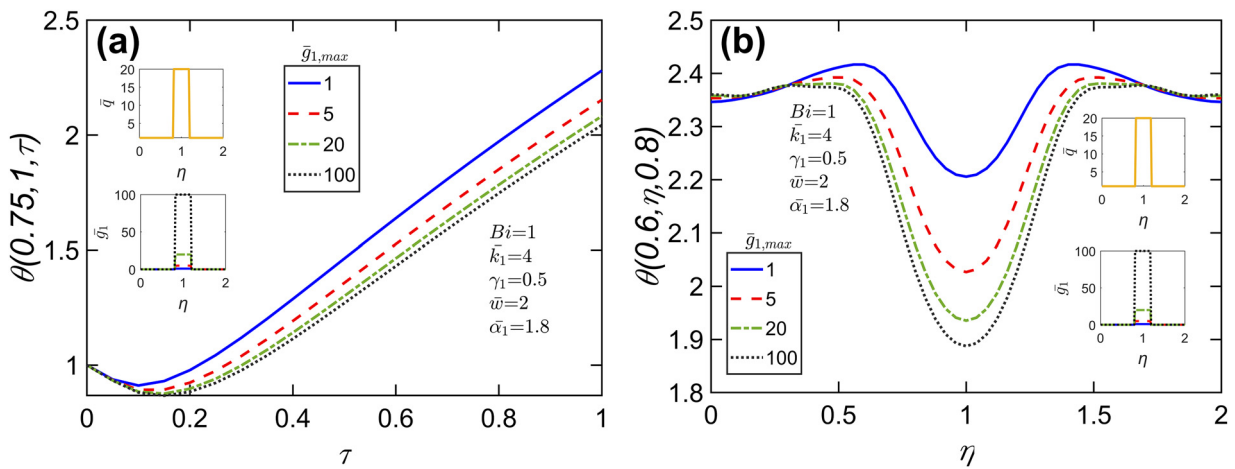 (a)
θ(0.75,1,τ)
2.5
2
1.5
1
0 0.2 0.4 0.6 0.8 1
τ
q̄
20
15
10
5
0 1 2
η
ḡ₁
100
50
0
0 1 2
η
ḡ₁,max
1
5
20
100
Bi=1
k̄₁=4
γ₁=0.5
w̄=2
ᾱ₁=1.8
(b)
θ(0.6,η,0.8)
2.5
2.4
2.3
2.2
2.1
2
1.9
1.8
0 0.5 1 1.5 2
η
Bi=1
k̄₁=4
γ₁=0.5
w̄=2
ᾱ₁=1.8
q̄
20
15
10
5
0 1 2
η
ḡ₁,max
1
5
20
100
ḡ₁
100
50
0
0 1 2
η